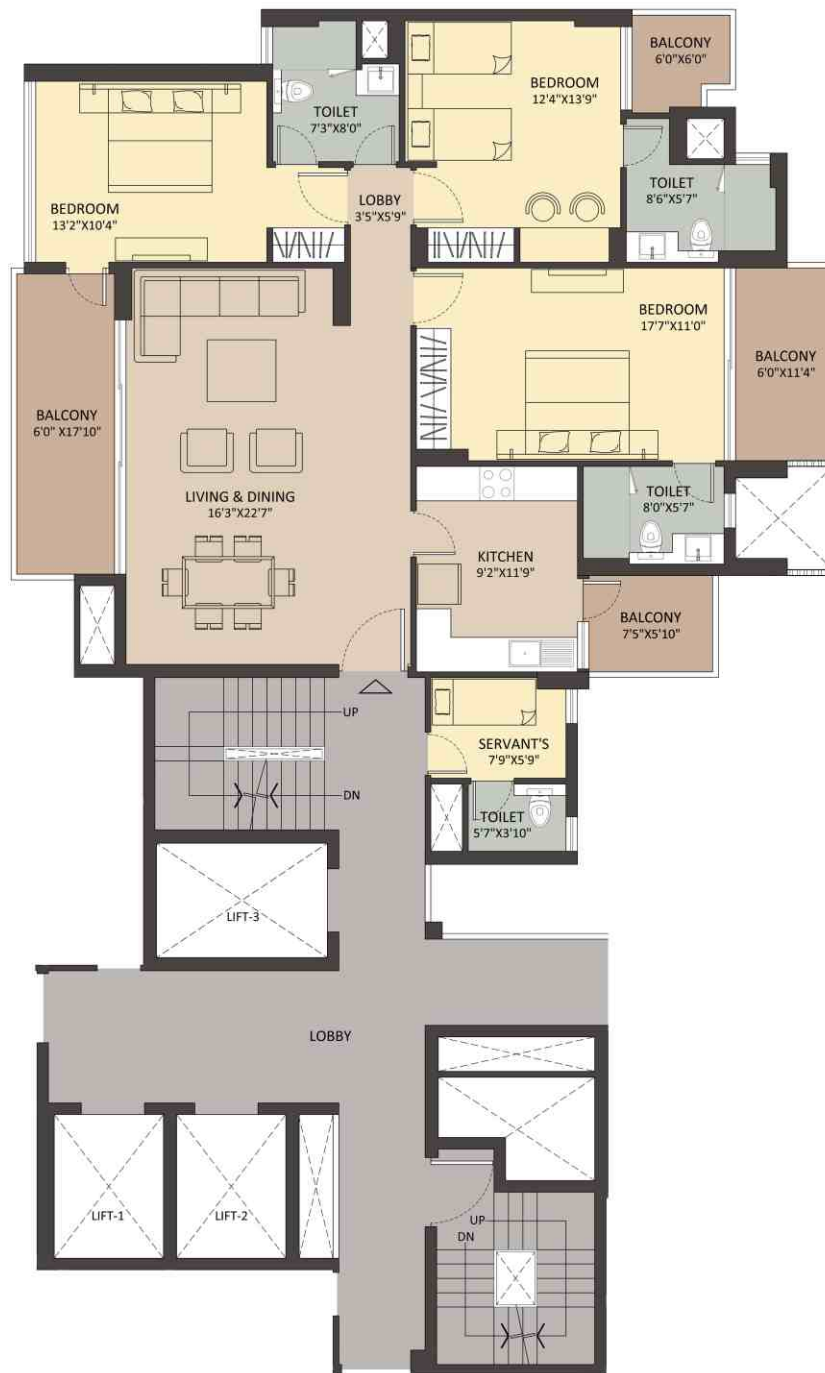 BALCONY
6'0"X6'0"
BEDROOM
12'4"X13'9"
TOILET
7'3"X8'0"
TOILET
8'6"X5'7"
LOBBY
3'5"X5'9"
BEDROOM
13'2"X10'4"
BEDROOM
17'7"X11'0"
BALCONY
6'0"X11'4"
BALCONY
6'0" X17'10"
LIVING & DINING
16'3"X22'7"
TOILET
8'0"X5'7"
KITCHEN
9'2"X11'9"
BALCONY
7'5"X5'10"
UP
DN
SERVANT'S
7'9"X5'9"
TOILET
5'7"X3'10"
LIFT-3
LOBBY
LIFT-1
LIFT-2
UP
DN